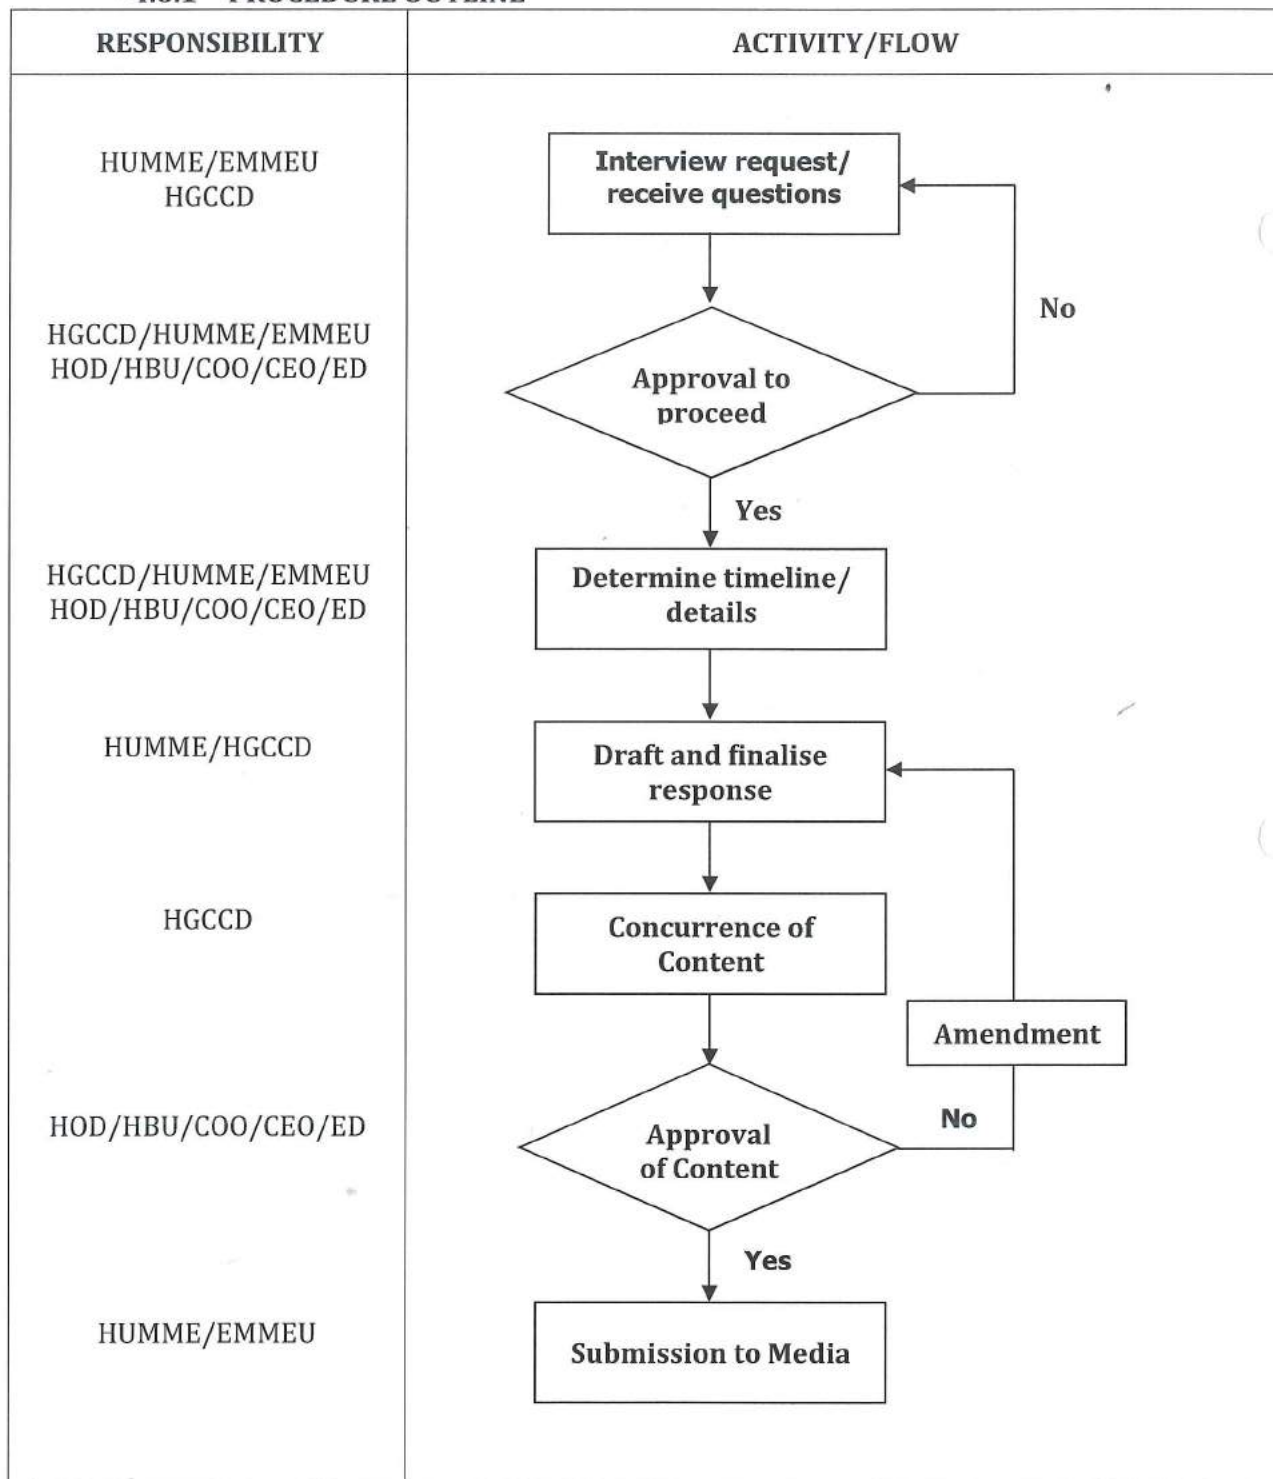 PROCEDURE OUTLINE
RESPONSIBILITY
ACTIVITY/FLOW
HUMME/EMMEU
HGCCD
Interview request/
receive questions
No
HGCCD/HUMME/EMMEU
HOD/HBU/COO/CEO/ED
Approval to
proceed
Yes
HGCCD/HUMME/EMMEU
HOD/HBU/COO/CEO/ED
Determine timeline/
details
HUMME/HGCCD
Draft and finalise
response
HGCCD
Concurrence of
Content
Amendment
HOD/HBU/COO/CEO/ED
Approval
of Content
No
Yes
HUMME/EMMEU
Submission to Media